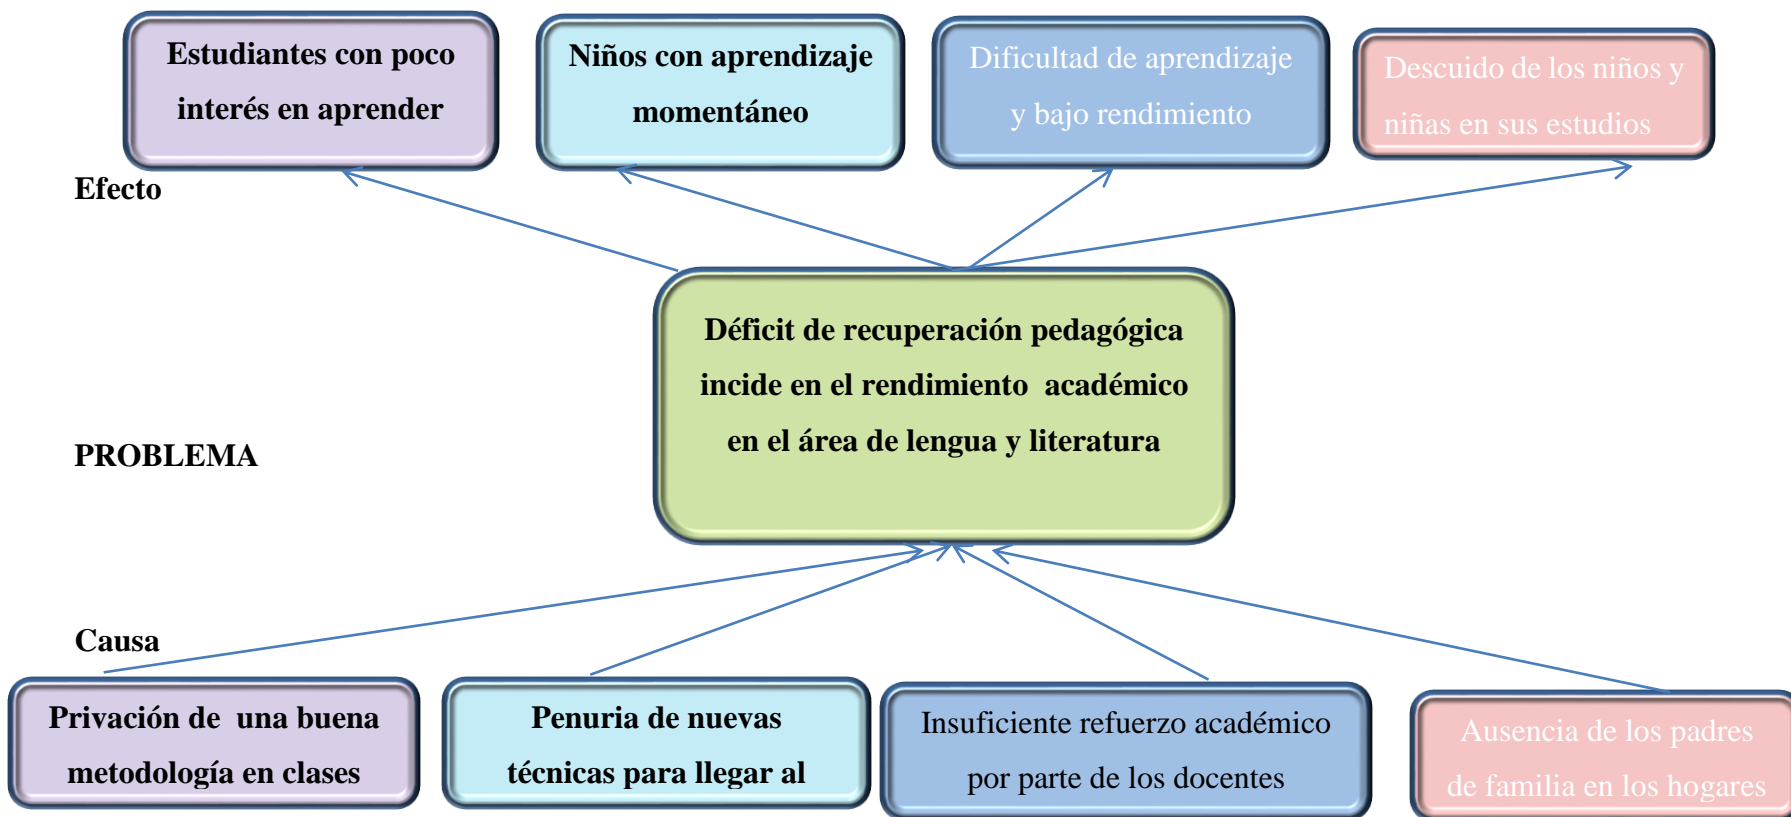 Estudiantes con poco
interés en aprender
Niños con aprendizaje
momentáneo
Dificultad de aprendizaje
y bajo rendimiento
Descuido de los niños y
niñas en sus estudios
Efecto
Déficit de recuperación pedagógica
incide en el rendimiento académico
en el área de lengua y literatura
PROBLEMA
Causa
Privación de una buena
metodología en clases
Penuria de nuevas
técnicas para llegar al
Insuficiente refuerzo académico
por parte de los docentes
Ausencia de los padres
de familia en los hogares